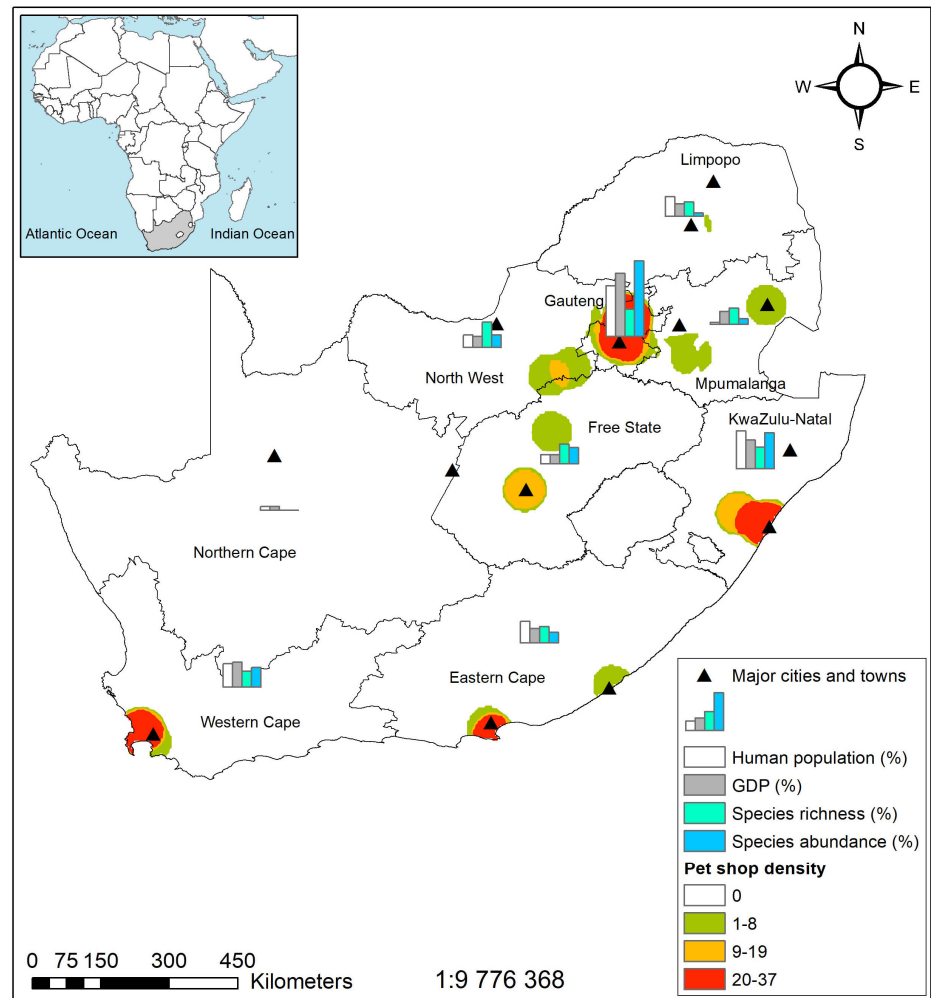 Atlantic Ocean
Indian Ocean
N
W
E
S
Limpopo
Gauteng
North West
Mpumalanga
Free State
KwaZulu-Natal
Northern Cape
Eastern Cape
Western Cape
Major cities and towns
Human population (%)
GDP (%)
Species richness (%)
Species abundance (%)
Pet shop density
0
1-8
9-19
20-37
0 75 150 300 450
Kilometers
1:9 776 368